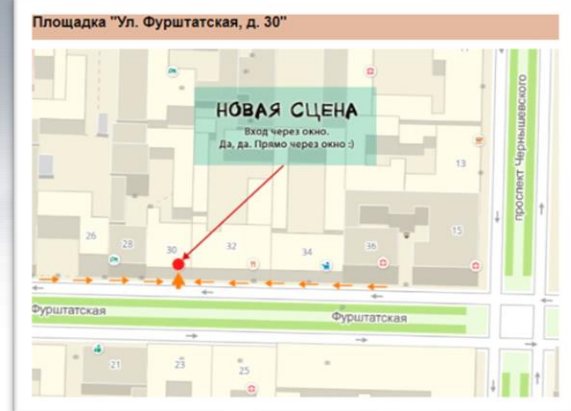 Площадка "Ул. Фурштатская, д. 30"
НОВАЯ СЦЕНА
Вход через окно.
Да, да. Прямо через окно :)
проспект Чернышевского
13
15
26
28
30
32
34
36
Фурштатская
Фурштатская
21
23
25